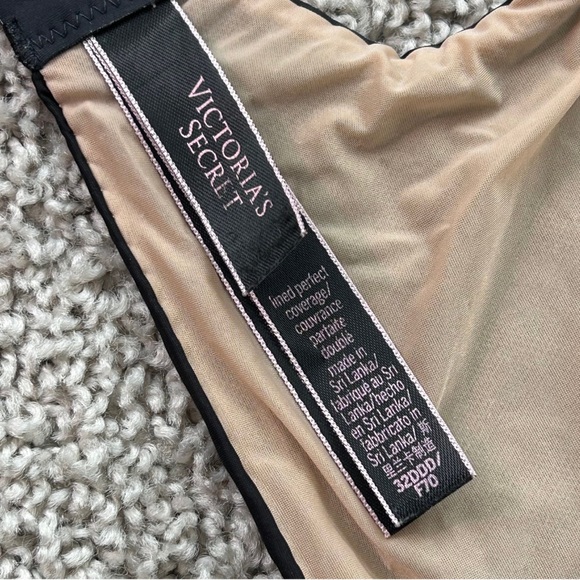 VICTORIA'S
SECRET
lined perfect
coverage/
couvrance
parfaite
doublé
made in
Sri Lanka/
fabriqué au Sri
Lanka/hecho
en Sri Lanka/
fabbricato in
Sri Lanka/ 斯
里兰卡制造
32DDD/
F70